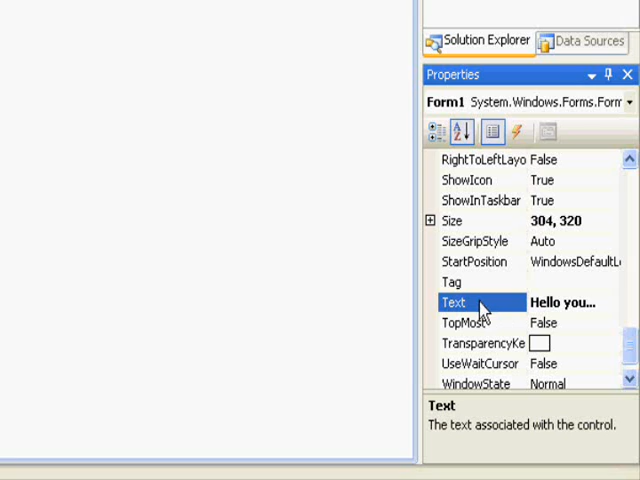 Solution Explorer Data Sources
Properties
Form1 System.Windows.Forms.Form
A
Z
RightToLeftLayo False
ShowIcon True
ShowInTaskbar True
Size 304, 320
SizeGripStyle Auto
StartPosition WindowsDefaultL
Tag
Text Hello you...
TopMost False
TransparencyKe
UseWaitCursor False
WindowState Normal
Text
The text associated with the control.